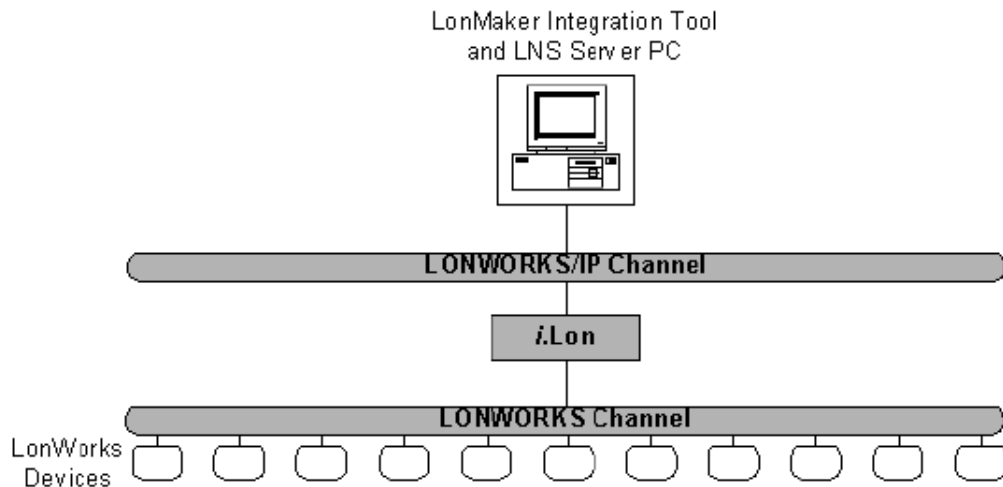 LonMaker Integration Tool
and LNS Server PC
LONWORKS/IP Channel
i.Lon
LONWORKS Channel
LonWorks
Devices